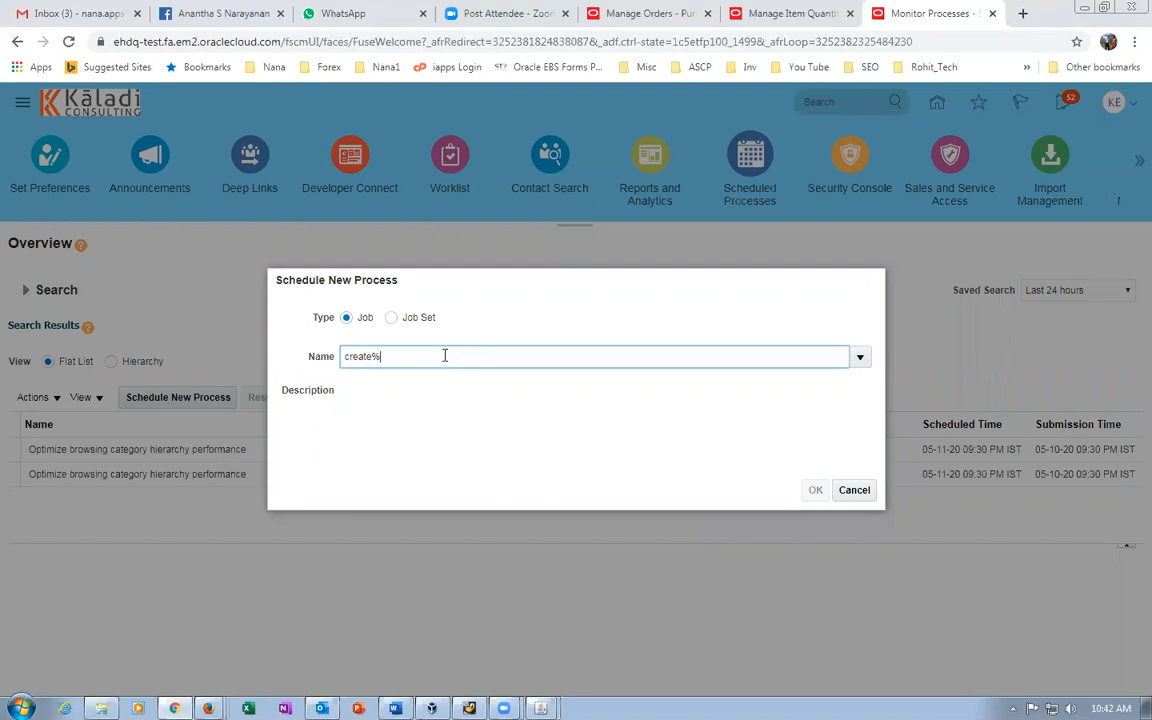 Inbox (3) - nana.apps
Anantha S Narayanan
WhatsApp
Post Attendee - Zoom
Manage Orders - Pur
Manage Item Quantit
Monitor Processes - S
ehdq-test.fa.em2.oraclecloud.com/fscmUI/faces/FuseWelcome?_afrRedirect=3252381824838087&_adf.ctrl-state=1c5etfp100_1499&_afrLoop=3252382325484230
Apps
Suggested Sites
Bookmarks
Nana
Forex
Nana1
iapps Login
Oracle EBS Forms P...
Misc
ASCP
Inv
You Tube
SEO
Rohit_Tech
Other bookmarks
Kāladi
CONSULTING
Search
52
KE
Set Preferences
Announcements
Deep Links
Developer Connect
Worklist
Contact Search
Reports and
Analytics
Scheduled
Processes
Security Console
Sales and Service
Access
Import
Management
Overview
Search
Saved Search
Last 24 hours
Search Results
View
Flat List
Hierarchy
Actions
View
Schedule New Process
Res
Name
Scheduled Time
Submission Time
Optimize browsing category hierarchy performance
05-11-20 09:30 PM IST
05-10-20 09:30 PM IST
Optimize browsing category hierarchy performance
05-11-20 09:30 PM IST
05-10-20 09:30 PM IST
Schedule New Process
Type
Job
Job Set
Name
create%
Description
OK
Cancel
10:42 AM